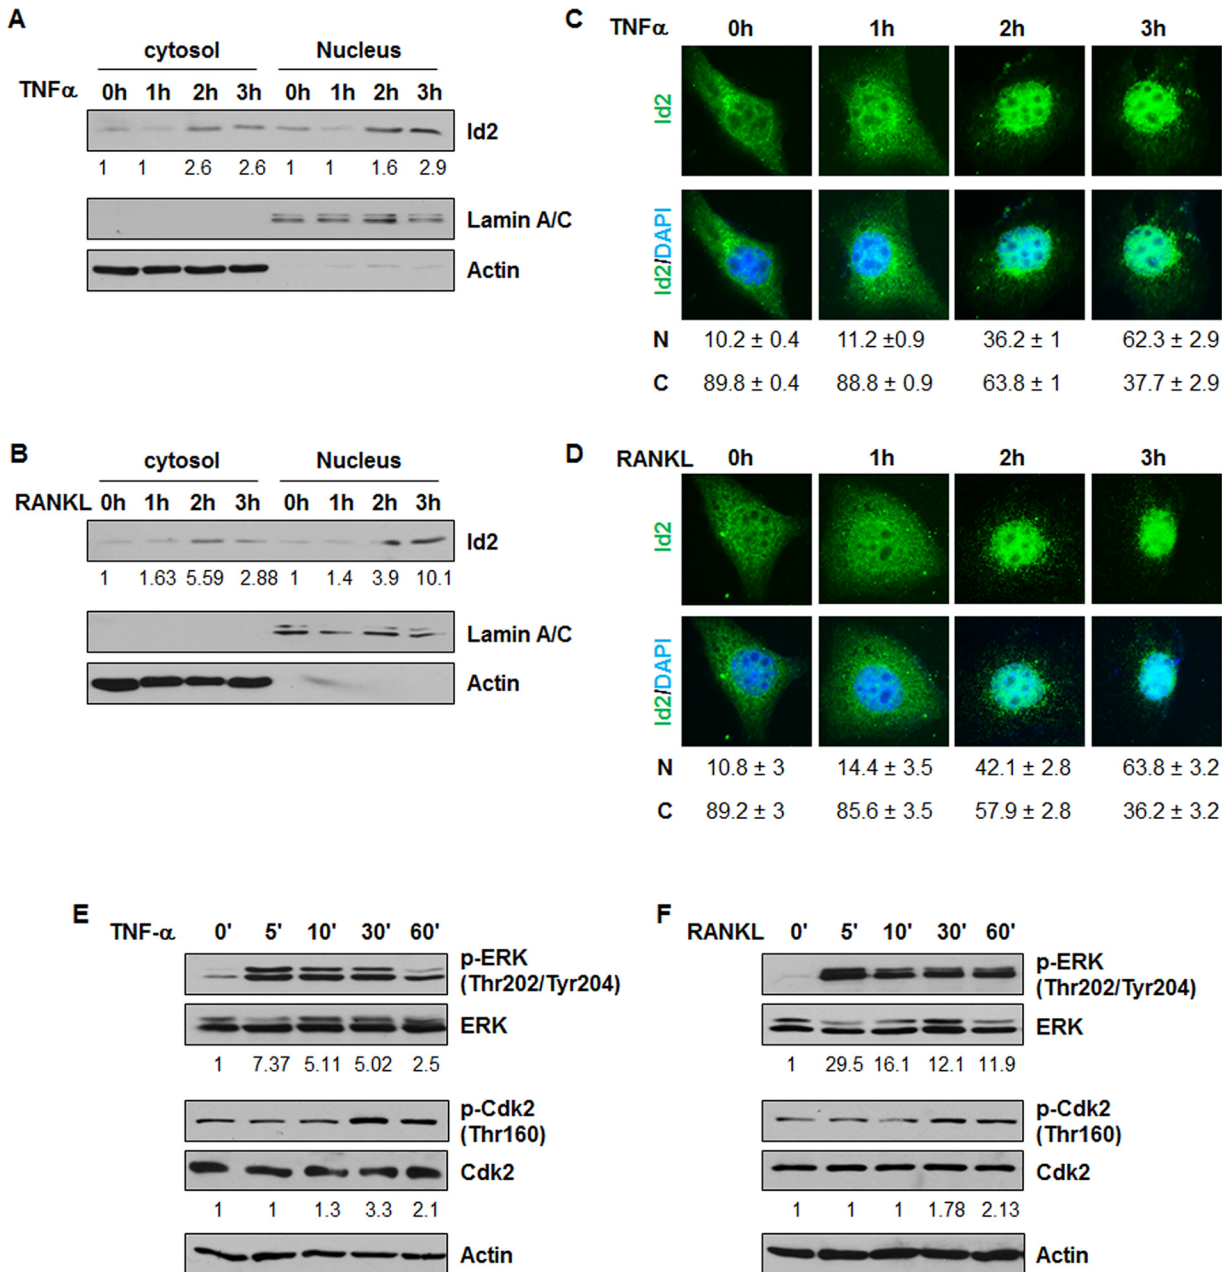 A
cytosol Nucleus
TNFα 0h 1h 2h 3h 0h 1h 2h 3h
Id2
1 1 2.6 2.6 1 1 1.6 2.9
Lamin A/C
Actin
C
TNFα 0h 1h 2h 3h
Id2
Id2/DAPI
N 10.2 ± 0.4 11.2 ±0.9 36.2 ± 1 62.3 ± 2.9
C 89.8 ± 0.4 88.8 ± 0.9 63.8 ± 1 37.7 ± 2.9
B
cytosol Nucleus
RANKL 0h 1h 2h 3h 0h 1h 2h 3h
Id2
1 1.63 5.59 2.88 1 1.4 3.9 10.1
Lamin A/C
Actin
D
RANKL 0h 1h 2h 3h
Id2
Id2/DAPI
N 10.8 ± 3 14.4 ± 3.5 42.1 ± 2.8 63.8 ± 3.2
C 89.2 ± 3 85.6 ± 3.5 57.9 ± 2.8 36.2 ± 3.2
E
TNF-α 0' 5' 10' 30' 60'
p-ERK
(Thr202/Tyr204)
ERK
1 7.37 5.11 5.02 2.5
p-Cdk2
(Thr160)
Cdk2
1 1 1.3 3.3 2.1
Actin
F
RANKL 0' 5' 10' 30' 60'
p-ERK
(Thr202/Tyr204)
ERK
1 29.5 16.1 12.1 11.9
p-Cdk2
(Thr160)
Cdk2
1 1 1 1.78 2.13
Actin